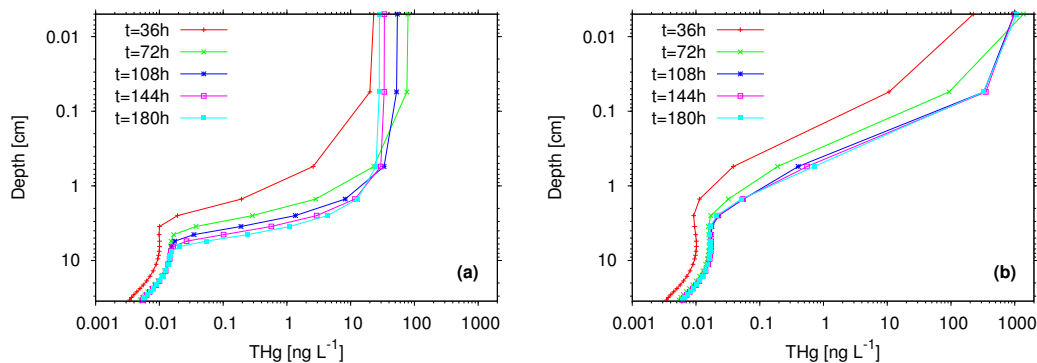 t=36h
t=72h
t=108h
t=144h
t=180h
0.01
0.1
1
10
Depth [cm]
(a)
0.001 0.01 0.1 1 10 100 1000
THg [ng L⁻¹]
t=36h
t=72h
t=108h
t=144h
t=180h
0.01
0.1
1
10
Depth [cm]
(b)
0.001 0.01 0.1 1 10 100 1000
THg [ng L⁻¹]